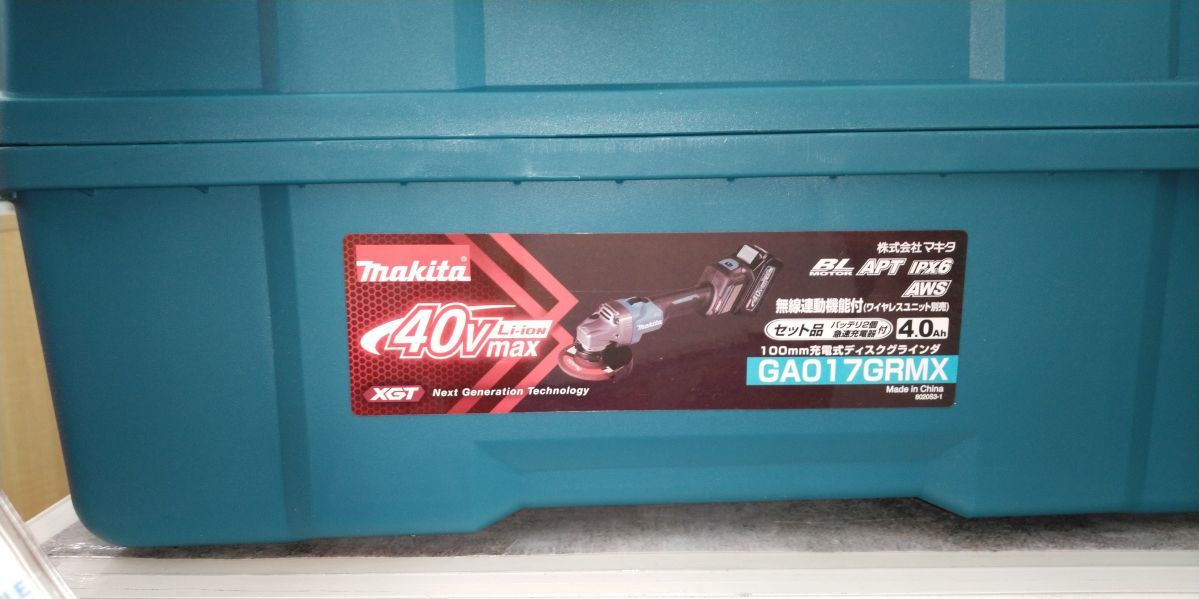 makita
40Vmax Li-ion
XGT Next Generation Technology
株式会社マキタ
BL MOTOR APT IPX6
AWS
無線連動機能付(ワイヤレスユニット別売)
セット品 バッテリ2個 急速充電器付 4.0Ah
100mm充電式ディスクグラインダ
GA017GRMX
Made in China
8020S3-1
makita